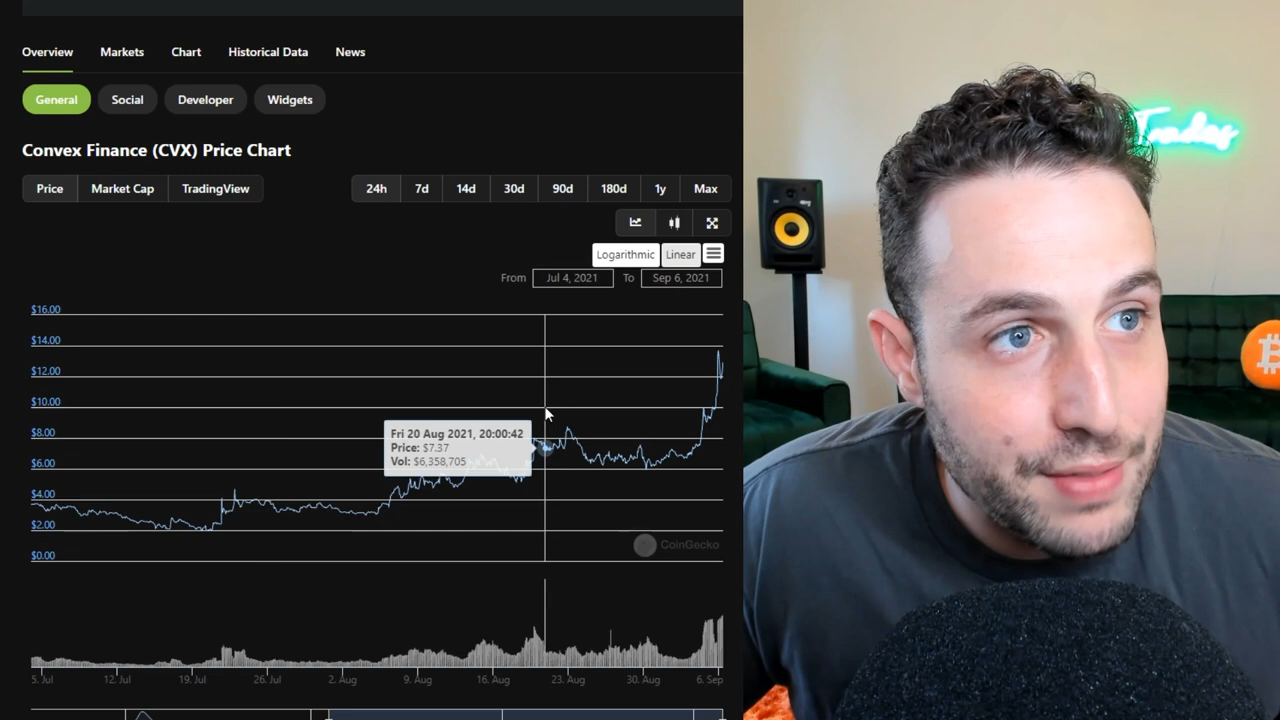 Overview Markets Chart Historical Data News
General Social Developer Widgets
Convex Finance (CVX) Price Chart
Price Market Cap TradingView 24h 7d 14d 30d 90d 180d 1y Max
Logarithmic Linear
From Jul 4, 2021 To Sep 6, 2021
$16.00
$14.00
$12.00
$10.00
$8.00
$6.00
$4.00
$2.00
$0.00
Fri 20 Aug 2021, 20:00:42
Price: $7.37
Vol: $6,358,705
CoinGecko
5. Jul 12. Jul 19. Jul 26. Jul 2. Aug 9. Aug 16. Aug 23. Aug 30. Aug 6. Sep
Trades